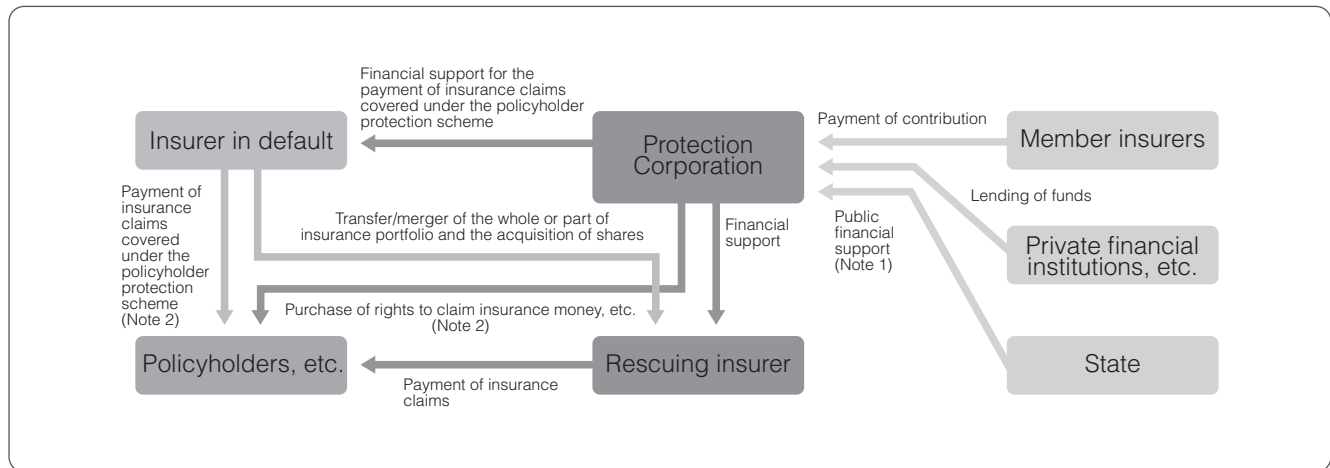 Financial support for the
payment of insurance claims
covered under the policyholder
protection scheme
Insurer in default
Protection
Corporation
Payment of contribution
Member insurers
Payment of
insurance
claims
covered
under the
policyholder
protection
scheme
(Note 2)
Transfer/merger of the whole or part of
insurance portfolio and the acquisition of shares
Financial
support
Public
financial
support
(Note 1)
Lending of funds
Private financial
institutions, etc.
Purchase of rights to claim insurance money, etc.
(Note 2)
Policyholders, etc.
Payment of insurance
claims
Rescuing insurer
State